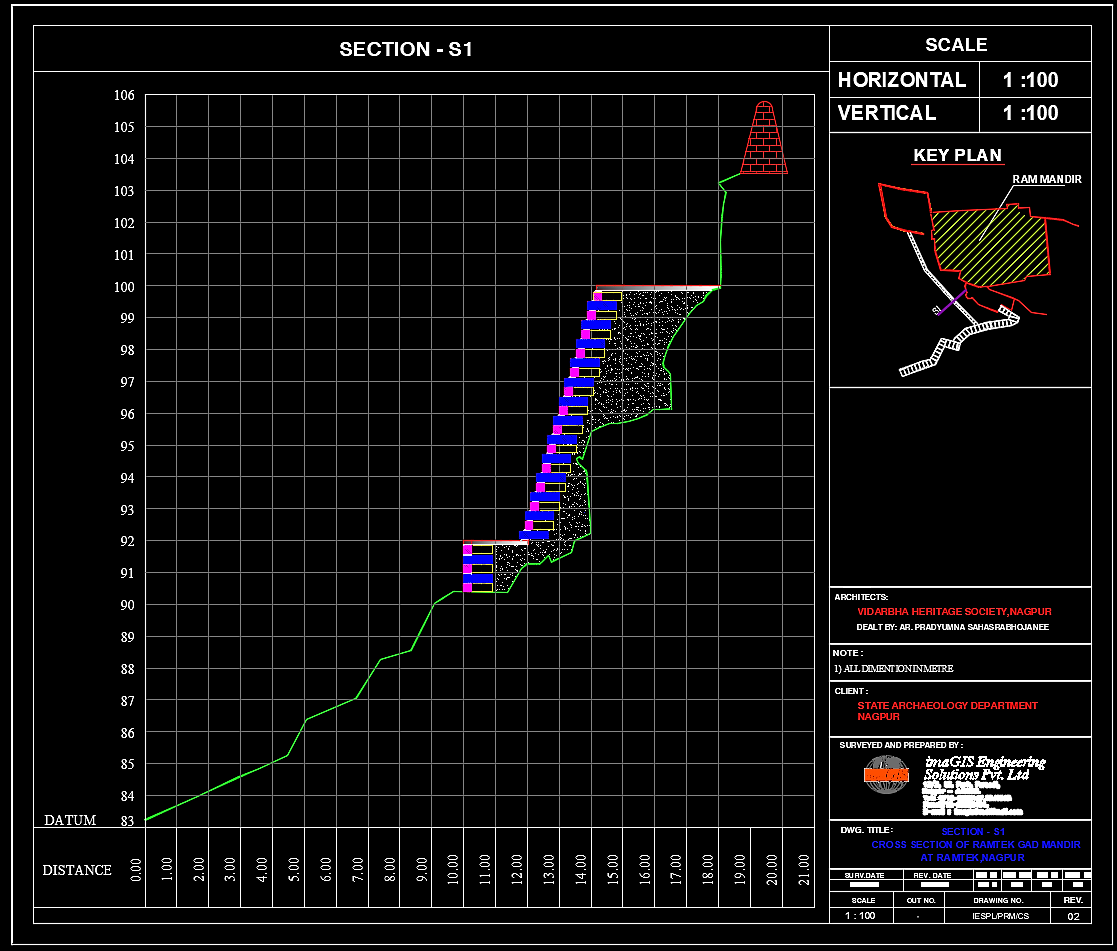 SECTION - S1
106
105
104
103
102
101
100
99
98
97
96
95
94
93
92
91
90
89
88
87
86
85
84
DATUM 83
DISTANCE 0.00 1.00 2.00 3.00 4.00 5.00 6.00 7.00 8.00 9.00 10.00 11.00 12.00 13.00 14.00 15.00 16.00 17.00 18.00 19.00 20.00 21.00
SCALE
HORIZONTAL 1 :100
VERTICAL 1 :100
KEY PLAN
RAM MANDIR
S1
ARCHITECTS:
VIDARBHA HERITAGE SOCIETY,NAGPUR
DEALT BY: AR. PRADYUMNA SAHASRABHOJANEE
NOTE :
1) ALL DIMENTION IN METRE
CLIENT :
STATE ARCHAEOLOGY DEPARTMENT
NAGPUR
SURVEYED AND PREPARED BY :
imaGIS Engineering
Solutions Pvt. Ltd
DWG. TITLE:
SECTION - S1
CROSS SECTION OF RAMTEK GAD MANDIR
AT RAMTEK,NAGPUR
SURV.DATE REV. DATE
SCALE OUT NO. DRAWING NO. REV.
1 : 100 - IESPL/PRM/CS 02